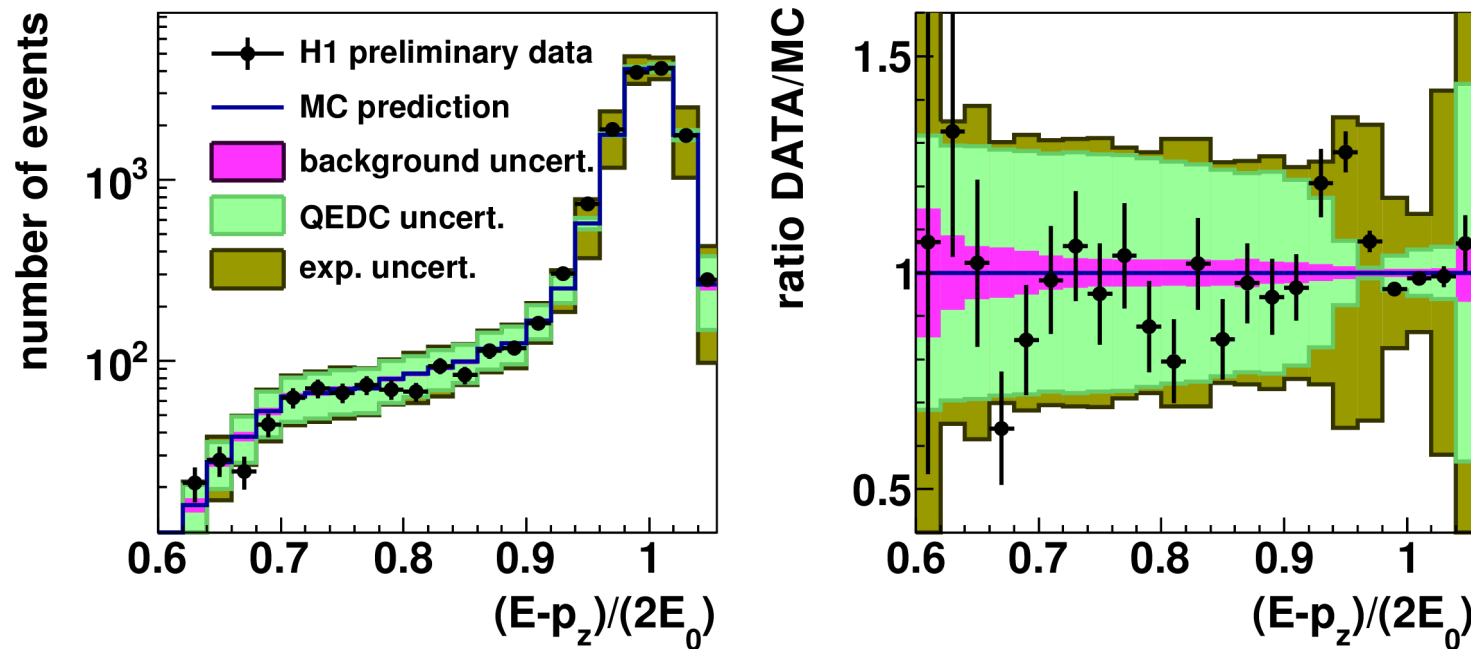 number of events
10³
10²
H1 preliminary data
MC prediction
background uncert.
QEDC uncert.
exp. uncert.
0.6 0.7 0.8 0.9 1
(E-p_z)/(2E_0)
ratio DATA/MC
1.5
1
0.5
0.6 0.7 0.8 0.9 1
(E-p_z)/(2E_0)